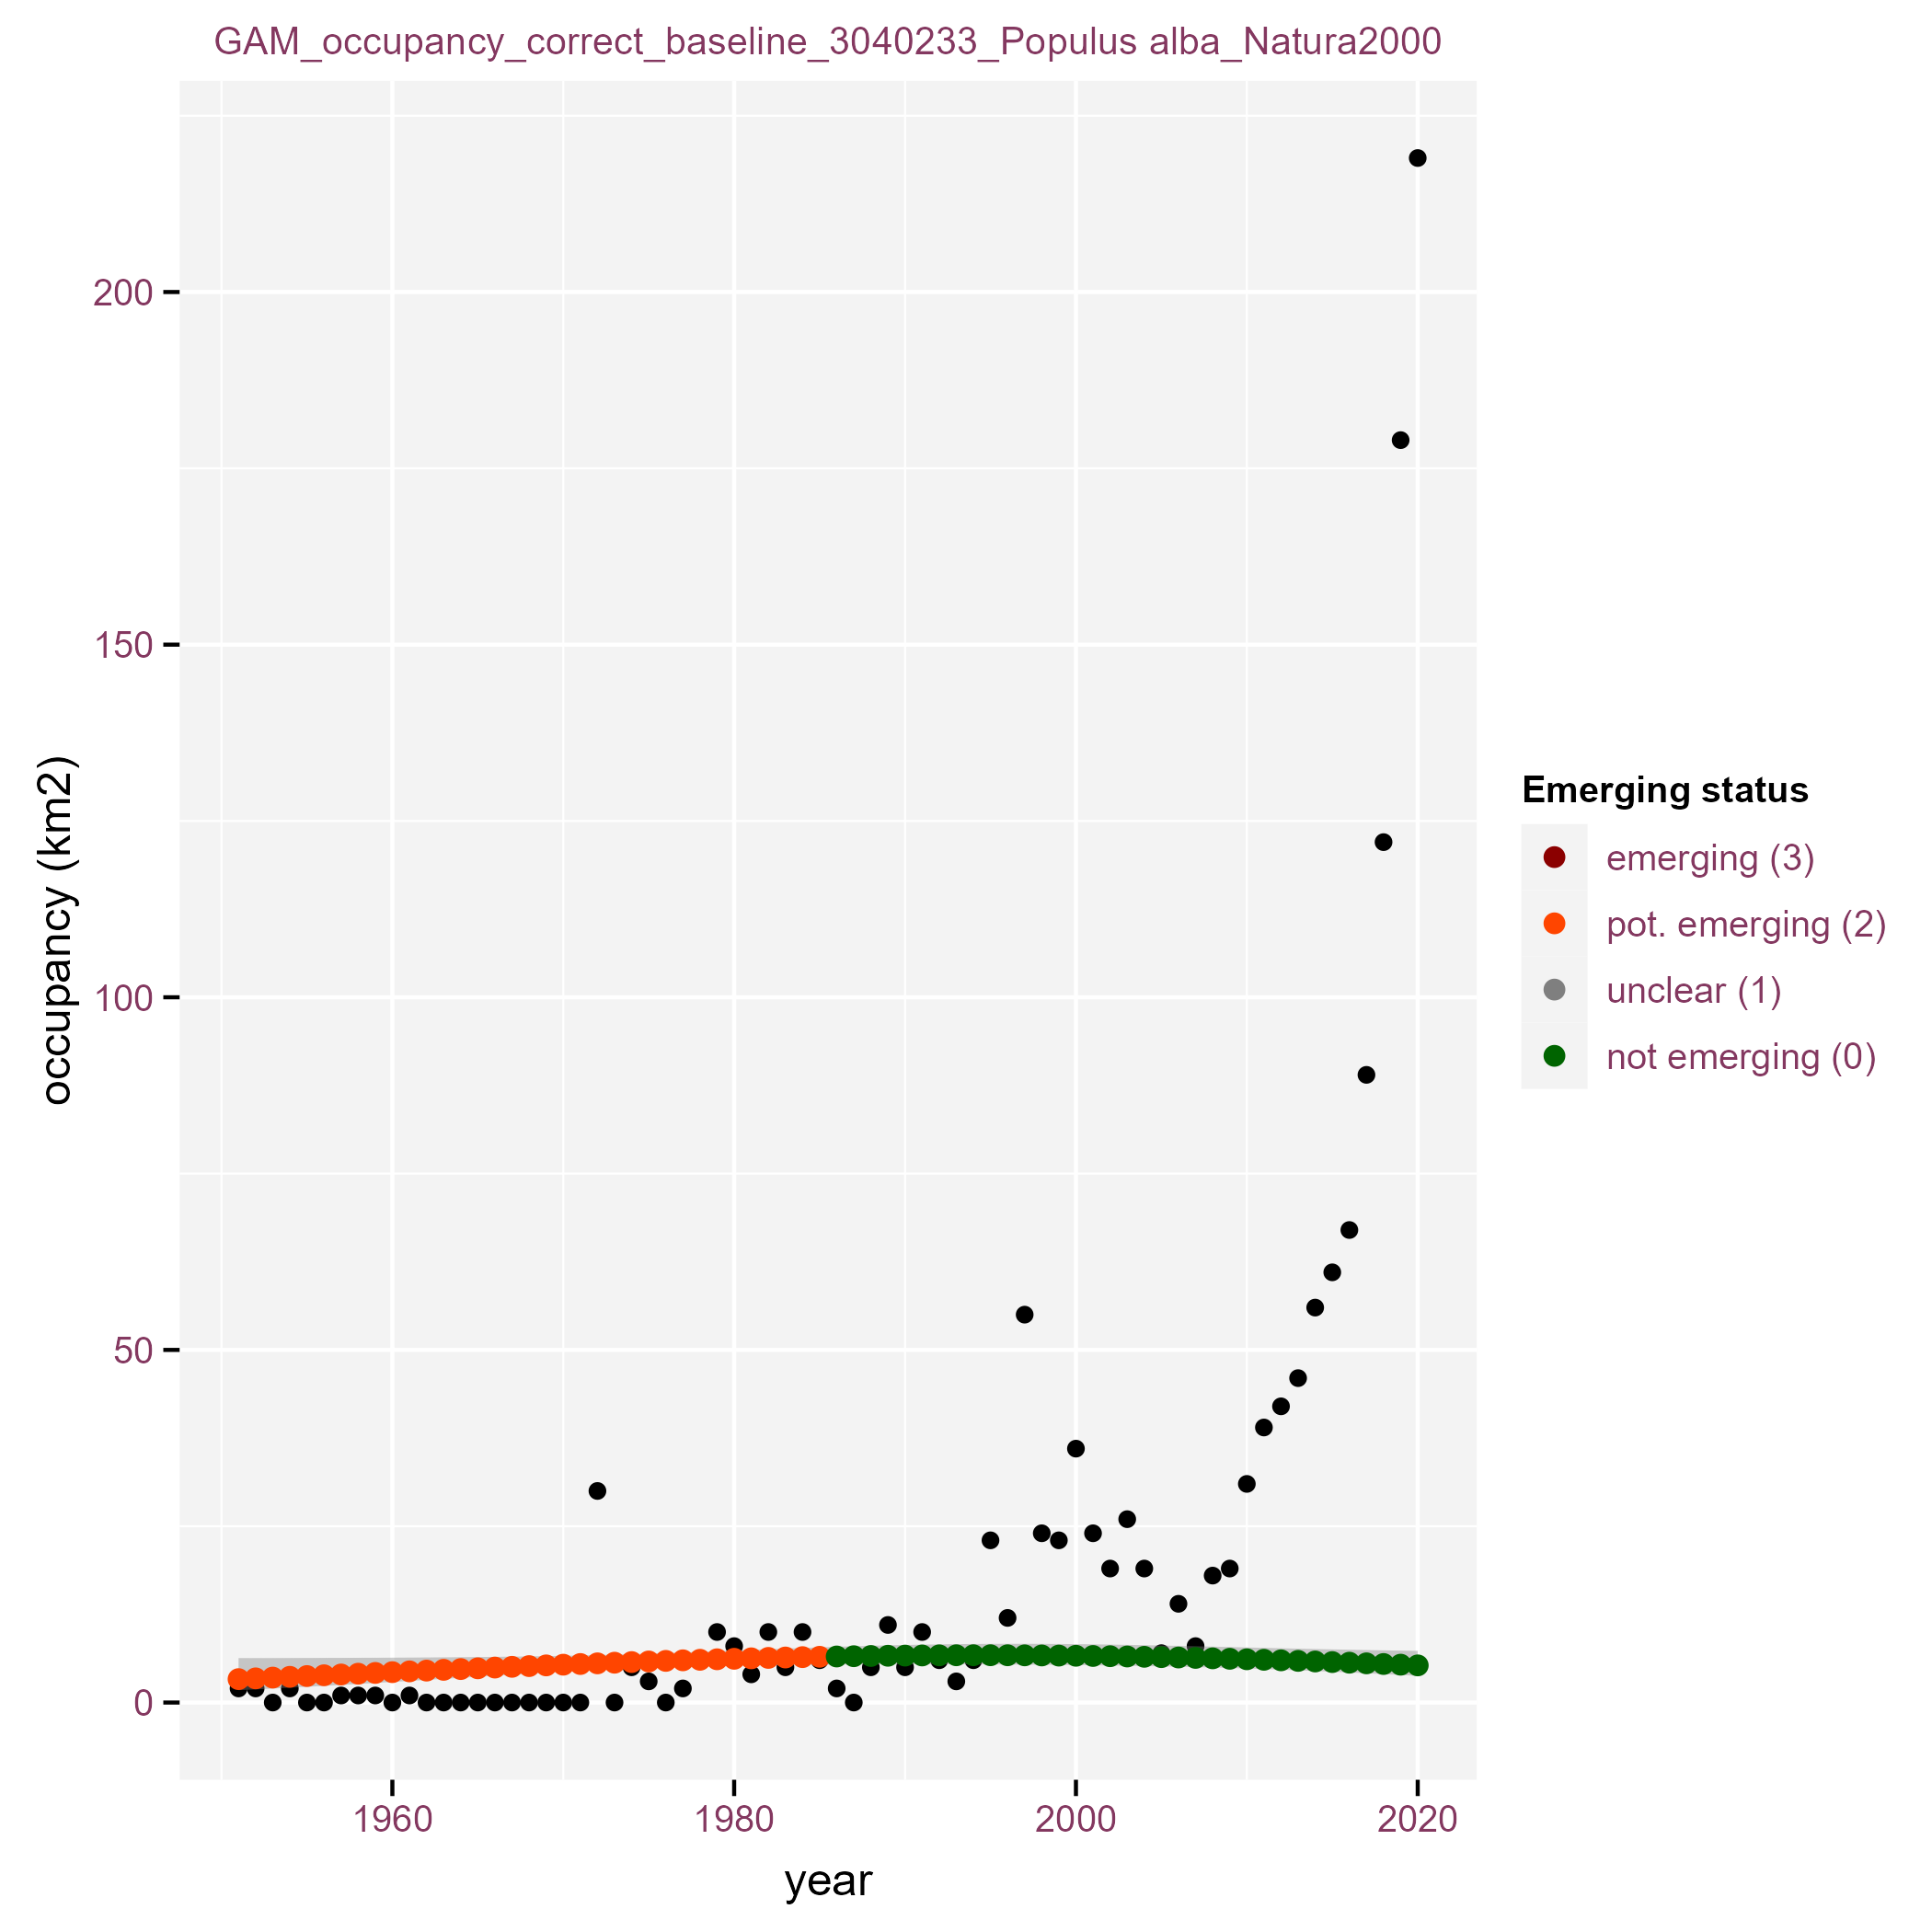 GAM_occupancy_correct_baseline_3040233_Populus alba_Natura2000
occupancy (km2)
200
150
100
50
0
1960 1980 2000 2020
year
Emerging status
emerging (3)
pot. emerging (2)
unclear (1)
not emerging (0)